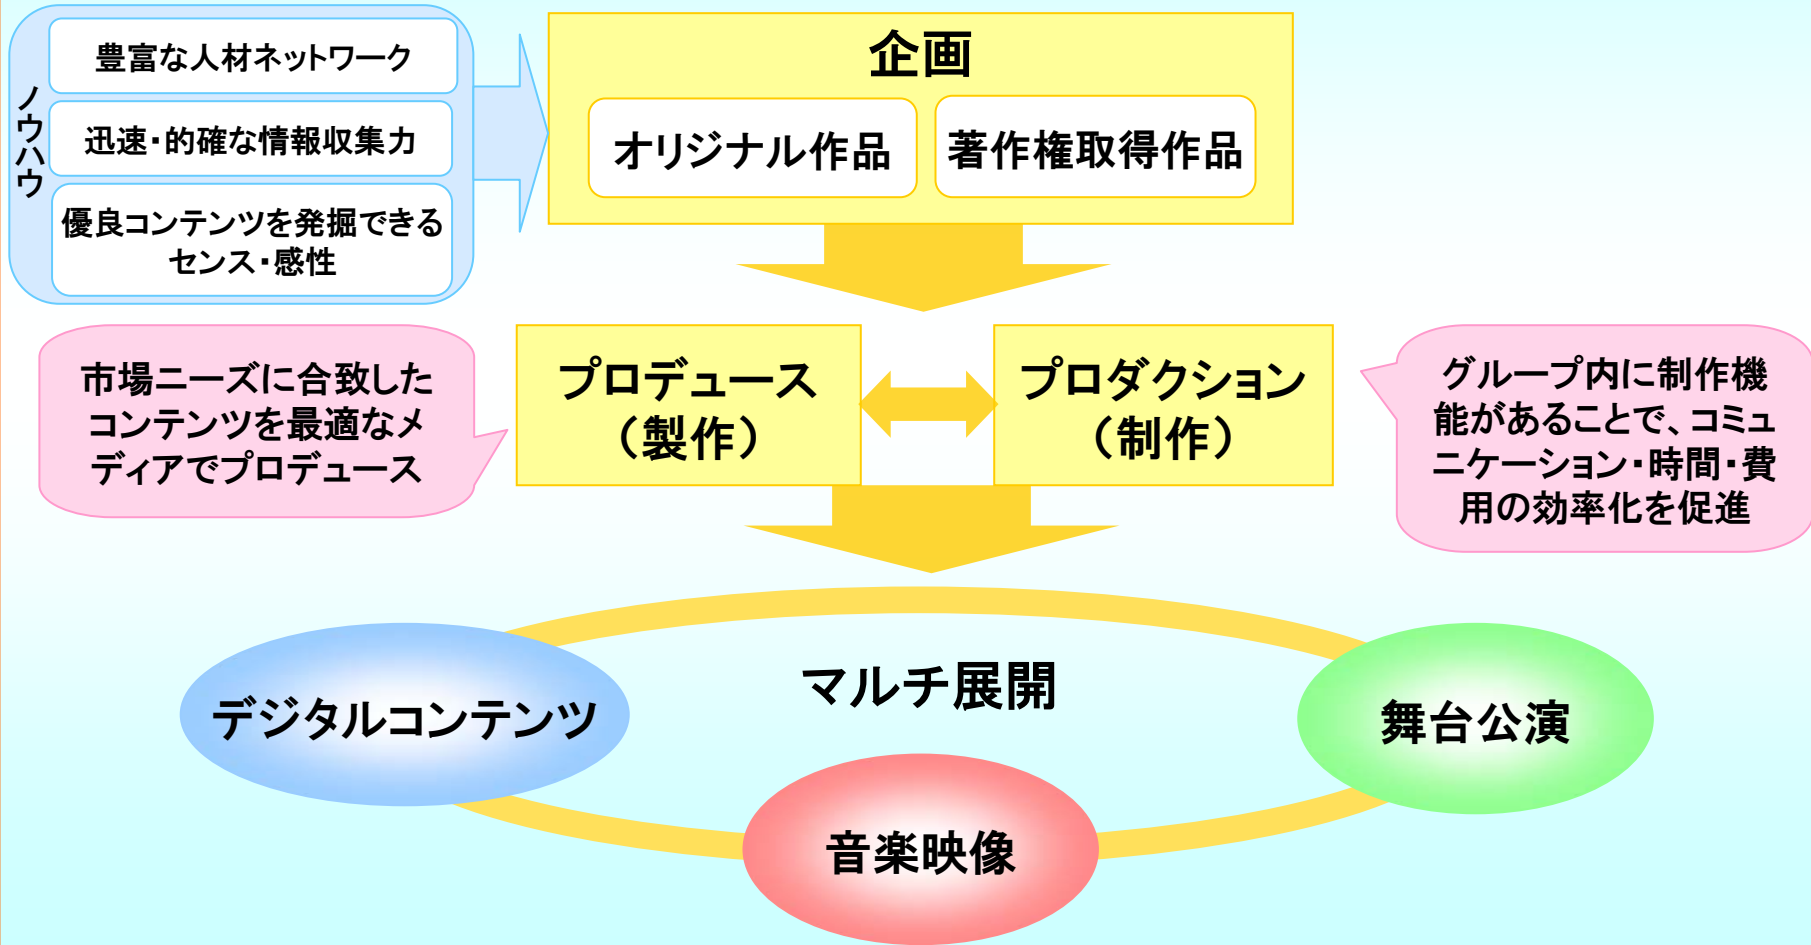 ノウハウ
豊富な人材ネットワーク
迅速・的確な情報収集力
優良コンテンツを発掘できる
センス・感性
企画
オリジナル作品
著作権取得作品
市場ニーズに合致した
コンテンツを最適なメ
ディアでプロデュース
プロデュース
（製作）
プロダクション
（制作）
グループ内に制作機
能があることで、コミュ
ニケーション・時間・費
用の効率化を促進
マルチ展開
デジタルコンテンツ
舞台公演
音楽映像